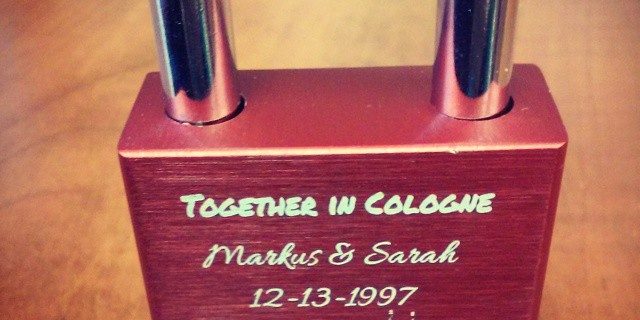 Together in Cologne
Markus & Sarah
12-13-1997